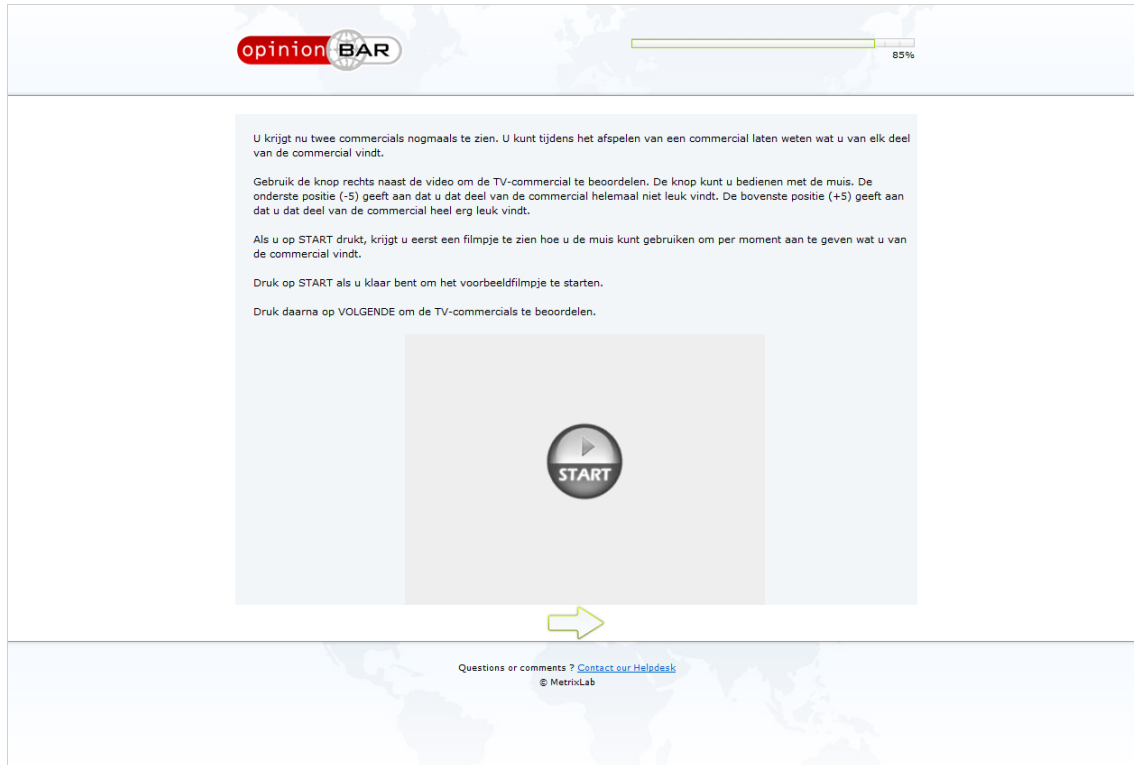 opinion BAR
85%
U krijgt nu twee commercials nogmaals te zien. U kunt tijdens het afspelen van een commercial laten weten wat u van elk deel
van de commercial vindt.
Gebruik de knop rechts naast de video om de TV-commercial te beoordelen. De knop kunt u bedienen met de muis. De
onderste positie (-5) geeft aan dat u dat deel van de commercial helemaal niet leuk vindt. De bovenste positie (+5) geeft aan
dat u dat deel van de commercial heel erg leuk vindt.
Als u op START drukt, krijgt u eerst een filmpje te zien hoe u de muis kunt gebruiken om per moment aan te geven wat u van
de commercial vindt.
Druk op START als u klaar bent om het voorbeeldfilmpje te starten.
Druk daarna op VOLGENDE om de TV-commercials te beoordelen.
START
Questions or comments ? Contact our Helpdesk
© MetrixLab